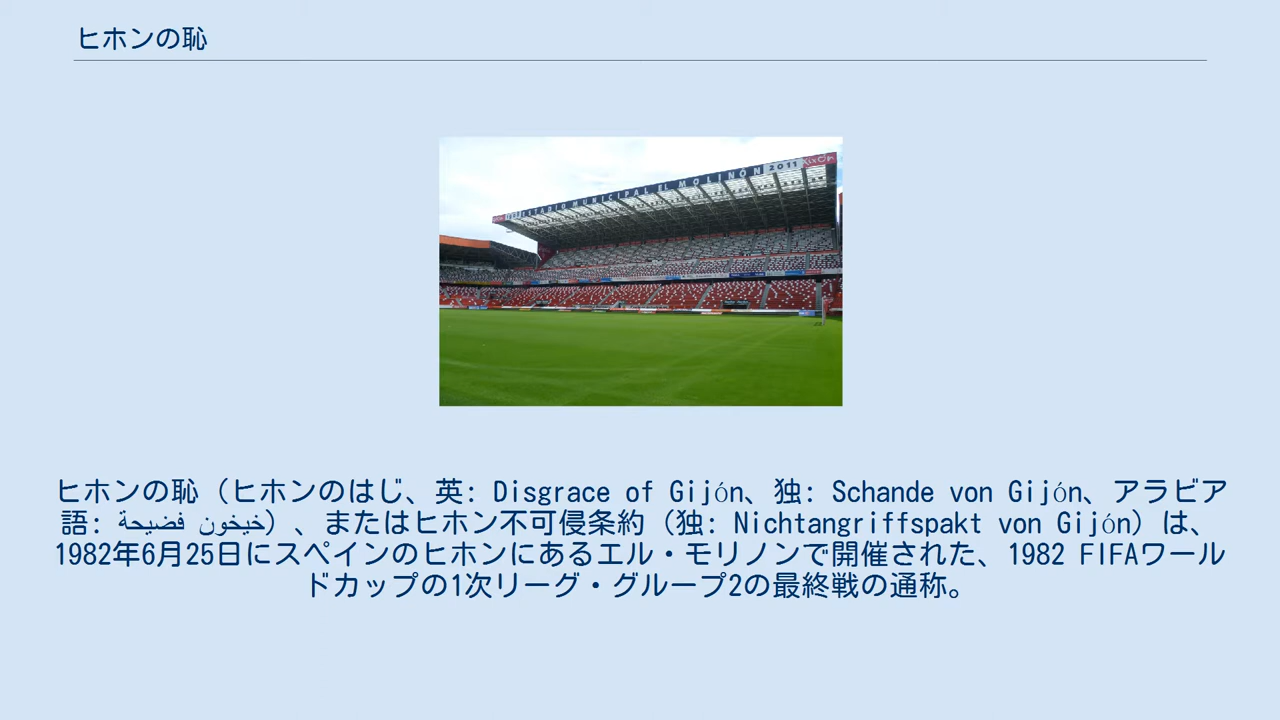 ヒホンの恥
ESTADIO MUNICIPAL EL MOLINÓN 2011
ヒホンの恥（ヒホンのはじ、英: Disgrace of Gijón、独: Schande von Gijón、アラビア
語: فضيحة خيخون）、またはヒホン不可侵条約（独: Nichtangriffspakt von Gijón）は、
1982年6月25日にスペインのヒホンにあるエル・モリノンで開催された、1982 FIFAワール
ドカップの1次リーグ・グループ2の最終戦の通称。